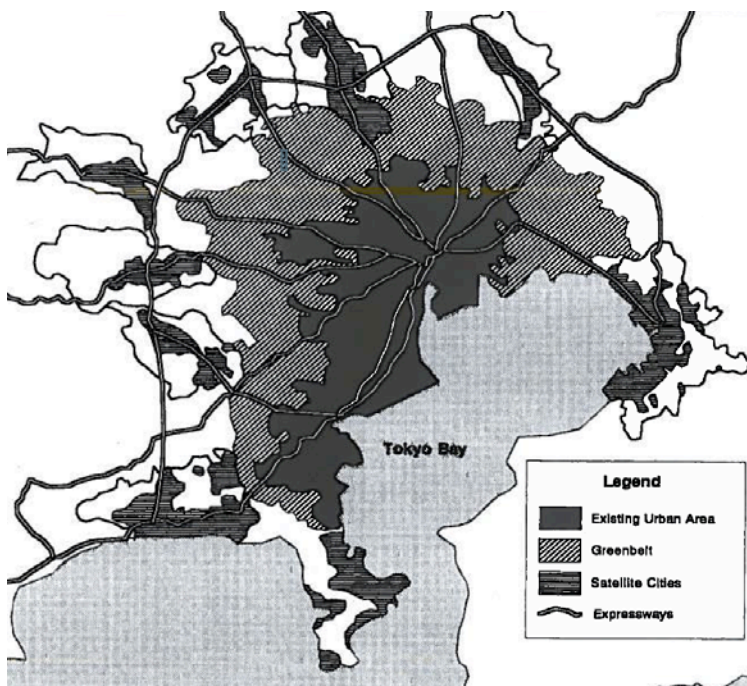 Tokyo Bay
Legend
Existing Urban Area
Greenbelt
Satellite Cities
Expressways